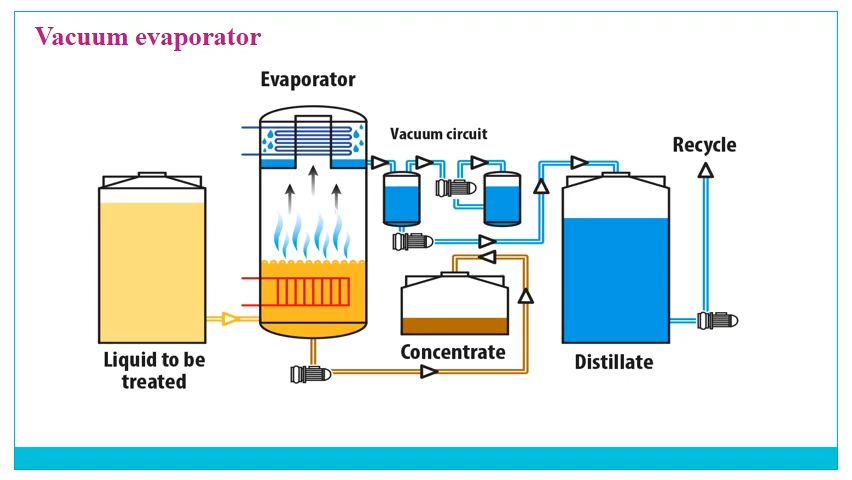 Vacuum evaporator
Evaporator
Vacuum circuit
Recycle
Liquid to be
treated
Concentrate
Distillate